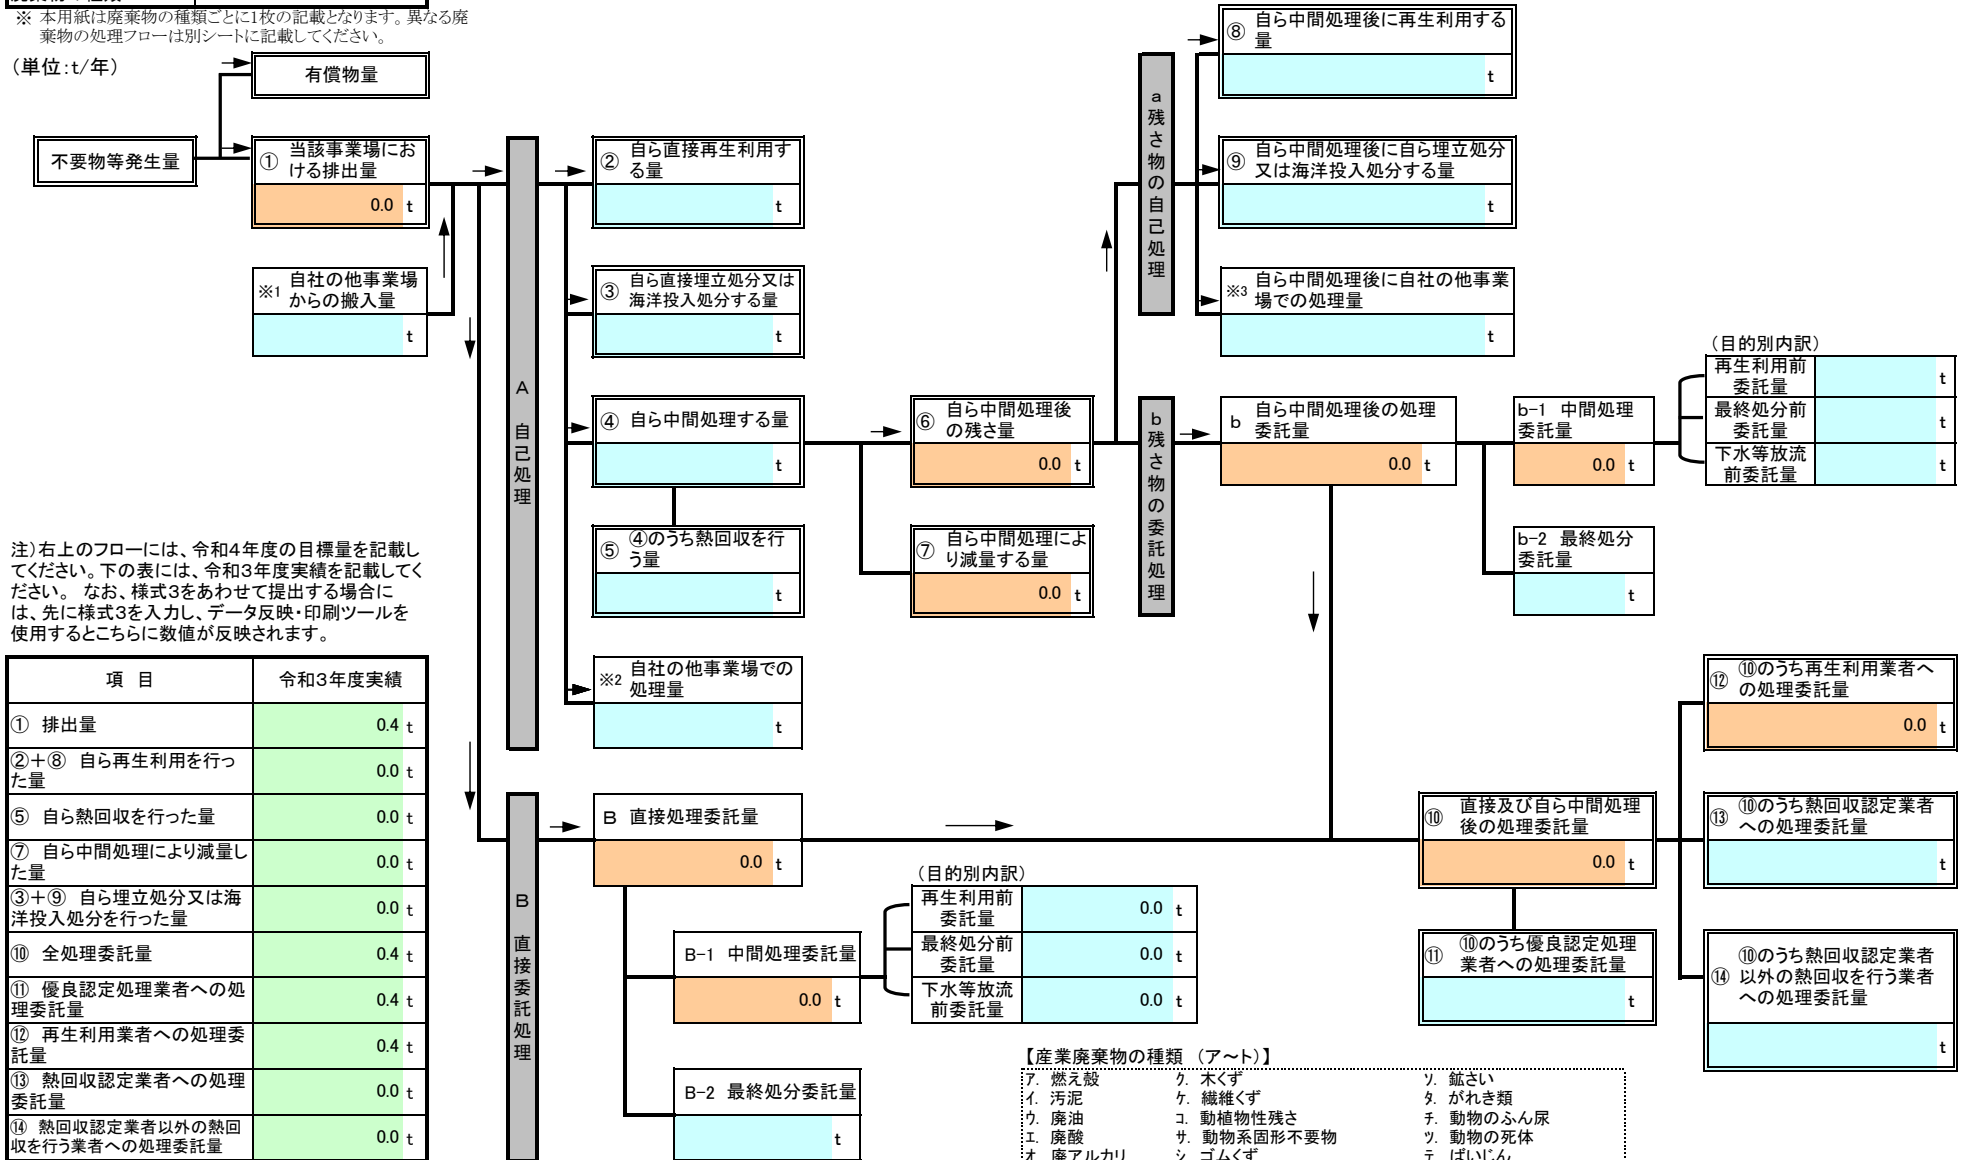 ※ 本用紙は廃棄物の種類ごとに1枚の記載となります。異なる廃
棄物の処理フローは別シートに記載してください。
（単位:t/年）
有償物量
不要物等発生量
① 当該事業場にお
ける排出量
0.0 t
※1 自社の他事業場
からの搬入量
t
A 自己処理
② 自ら直接再生利用す
る量
t
③ 自ら直接埋立処分又は
海洋投入処分する量
t
④ 自ら中間処理する量
t
⑤ ④のうち熱回収を行
う量
t
※2 自社の他事業場での
処理量
t
⑥ 自ら中間処理後
の残さ量
0.0 t
⑦ 自ら中間処理によ
り減量する量
0.0 t
a 残さ物の自己処理
⑧ 自ら中間処理後に再生利用する
量
t
⑨ 自ら中間処理後に自ら埋立処分
又は海洋投入処分する量
t
※3 自ら中間処理後に自社の他事業
場での処理量
t
b 残さ物の委託処理
b 自ら中間処理後の処理
委託量
0.0 t
b-1 中間処理
委託量
0.0 t
（目的別内訳）
再生利用前
委託量
t
最終処分前
委託量
t
下水等放流
前委託量
t
b-2 最終処分
委託量
t
注）右上のフローには、令和4年度の目標量を記載し
てください。下の表には、令和3年度実績を記載してく
ださい。 なお、様式3をあわせて提出する場合に
は、先に様式3を入力し、データ反映・印刷ツールを
使用するとこちらに数値が反映されます。
項 目 令和3年度実績
① 排出量 0.4 t
②＋⑧ 自ら再生利用を行っ
た量
0.0 t
⑤ 自ら熱回収を行った量 0.0 t
⑦ 自ら中間処理により減量し
た量
0.0 t
③＋⑨ 自ら埋立処分又は海
洋投入処分を行った量
0.0 t
⑩ 全処理委託量 0.4 t
⑪ 優良認定処理業者への処
理委託量
0.4 t
⑫ 再生利用業者への処理委
託量
0.4 t
⑬ 熱回収認定業者への処理
委託量
0.0 t
⑭ 熱回収認定業者以外の熱回
収を行う業者への処理委託量
0.0 t
B 直接委託処理
B 直接処理委託量
0.0 t
B-1 中間処理委託量
0.0 t
（目的別内訳）
再生利用前
委託量
0.0 t
最終処分前
委託量
0.0 t
下水等放流
前委託量
0.0 t
B-2 最終処分委託量
t
⑩ 直接及び自ら中間処理
後の処理委託量
0.0 t
⑪ ⑩のうち優良認定処理
業者への処理委託量
t
⑫ ⑩のうち再生利用業者へ
の処理委託量
0.0 t
⑬ ⑩のうち熱回収認定業者
への処理委託量
t
⑭ ⑩のうち熱回収認定業者
以外の熱回収を行う業者
への処理委託量
t
【産業廃棄物の種類 （ア～ト）】
ア. 燃え殻 ク. 木くず ソ. 鉱さい
イ. 汚泥 ケ. 繊維くず タ. がれき類
ウ. 廃油 コ. 動植物性残さ チ. 動物のふん尿
エ. 廃酸 サ. 動物系固形不要物 ツ. 動物の死体
オ. 廃アルカリ シ. ゴムくず テ. ばいじん